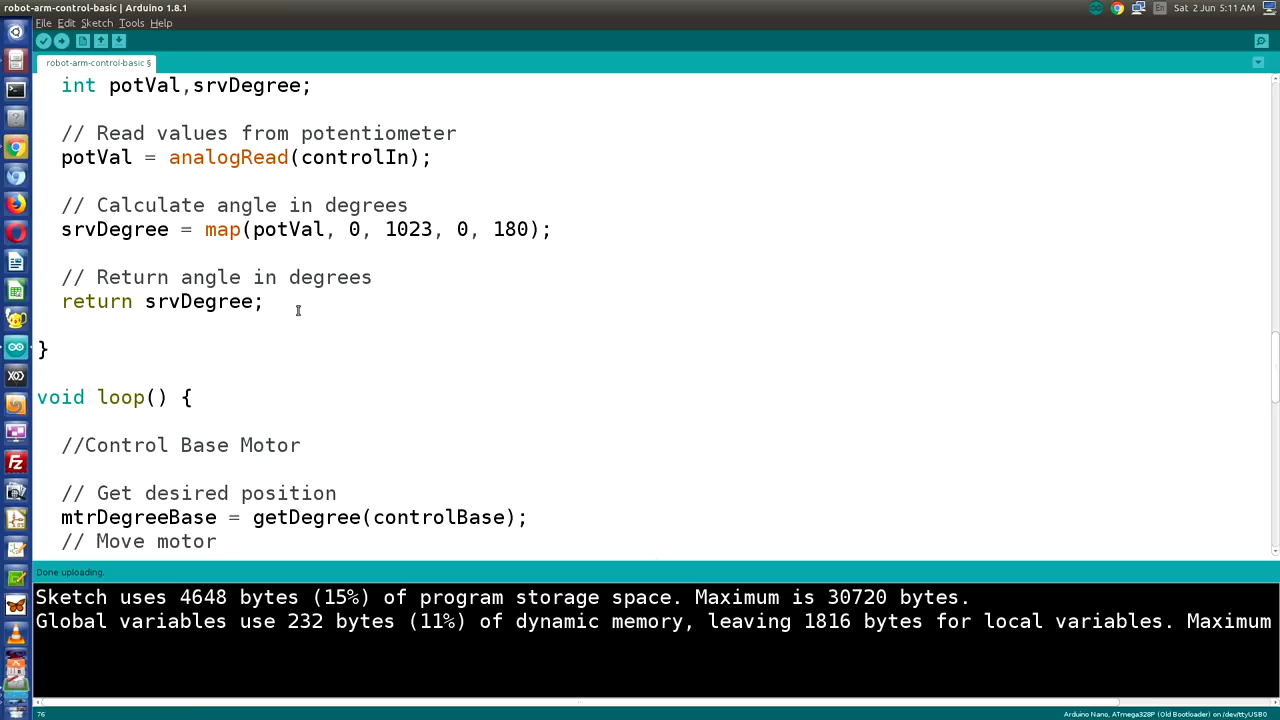 robot-arm-control-basic | Arduino 1.8.1
En
Sat 2 Jun 5:11 AM
File Edit Sketch Tools Help
robot-arm-control-basic §
int potVal,srvDegree;
// Read values from potentiometer
potVal = analogRead(controlIn);
// Calculate angle in degrees
srvDegree = map(potVal, 0, 1023, 0, 180);
// Return angle in degrees
return srvDegree;
}
void loop() {
//Control Base Motor
// Get desired position
mtrDegreeBase = getDegree(controlBase);
// Move motor
Done uploading.
Sketch uses 4648 bytes (15%) of program storage space. Maximum is 30720 bytes.
Global variables use 232 bytes (11%) of dynamic memory, leaving 1816 bytes for local variables. Maximum
76
Arduino Nano, ATmega328P (Old Bootloader) on /dev/ttyUSB0